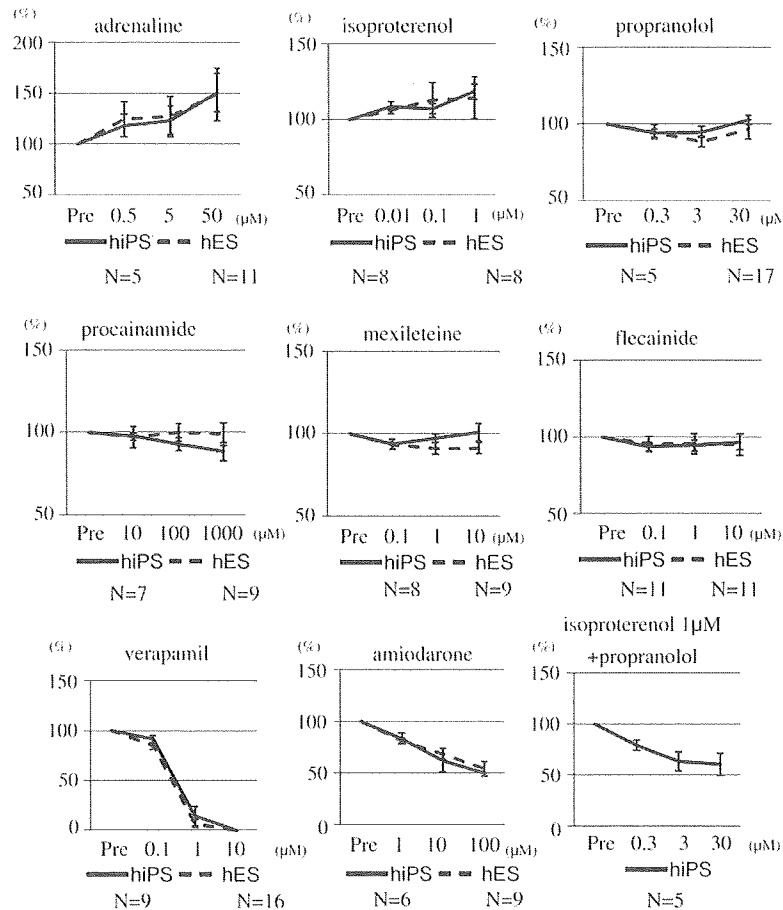 (%) adrenaline
200
150
100
50
Pre 0.5 5 50 (µM)
hiPS hES
N=5 N=11
(%) isoproterenol
150
100
50
Pre 0.01 0.1 1 (µM)
hiPS hES
N=8 N=8
(%) propranolol
150
100
50
Pre 0.3 3 30 (µM)
hiPS hES
N=5 N=17
(%) procainamide
150
100
50
Pre 10 100 1000 (µM)
hiPS hES
N=7 N=9
(%) mexileteine
150
100
50
Pre 0.1 1 10 (µM)
hiPS hES
N=8 N=9
(%) flecainide
150
100
50
Pre 0.1 1 10 (µM)
hiPS hES
N=11 N=11
(%) verapamil
150
100
50
0
Pre 0.1 1 10 (µM)
hiPS hES
N=9 N=16
(%) amiodarone
150
100
50
0
Pre 1 10 100 (µM)
hiPS hES
N=6 N=9
isoproterenol 1µM
(%) +propranolol
150
100
50
0
Pre 0.3 3 30 (µM)
hiPS
N=5